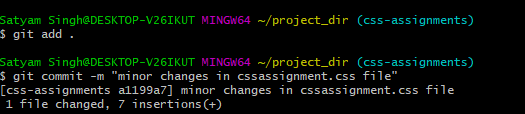 Satyam Singh@DESKTOP-V26IKUT MINGW64 ~/project_dir (css-assignments)
$ git add .
Satyam Singh@DESKTOP-V26IKUT MINGW64 ~/project_dir (css-assignments)
$ git commit -m "minor changes in cssassignment.css file"
[css-assignments a1199a7] minor changes in cssassignment.css file
 1 file changed, 7 insertions(+)